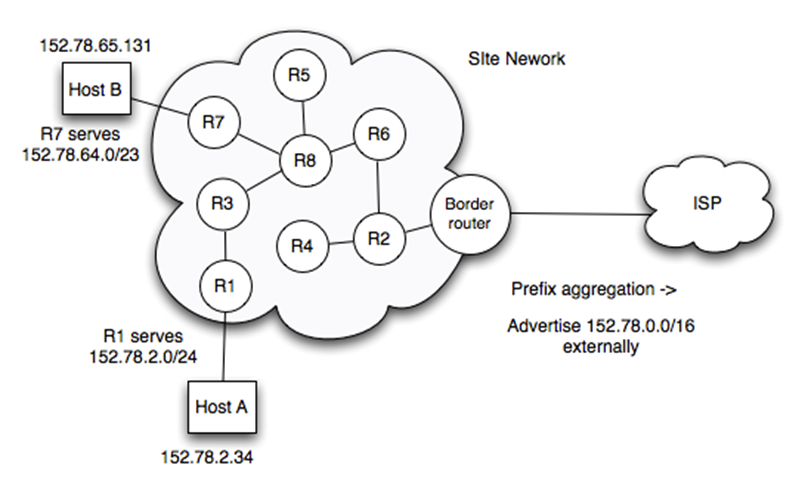 152.78.65.131
SIte Nework
Host B
R5
R7
R6
R7 serves
152.78.64.0/23
R8
R3
Border
router
ISP
R4
R2
R1
Prefix aggregation ->
Advertise 152.78.0.0/16
externally
R1 serves
152.78.2.0/24
Host A
152.78.2.34